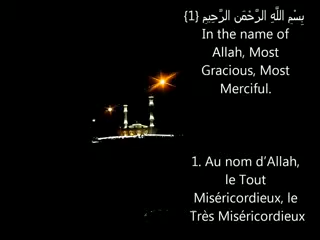 بِسْمِ اللَّهِ الرَّحْمَٰنِ الرَّحِيمِ {1}
In the name of
Allah, Most
Gracious, Most
Merciful.
1. Au nom d’Allah,
le Tout
Miséricordieux, le
Très Miséricordieux